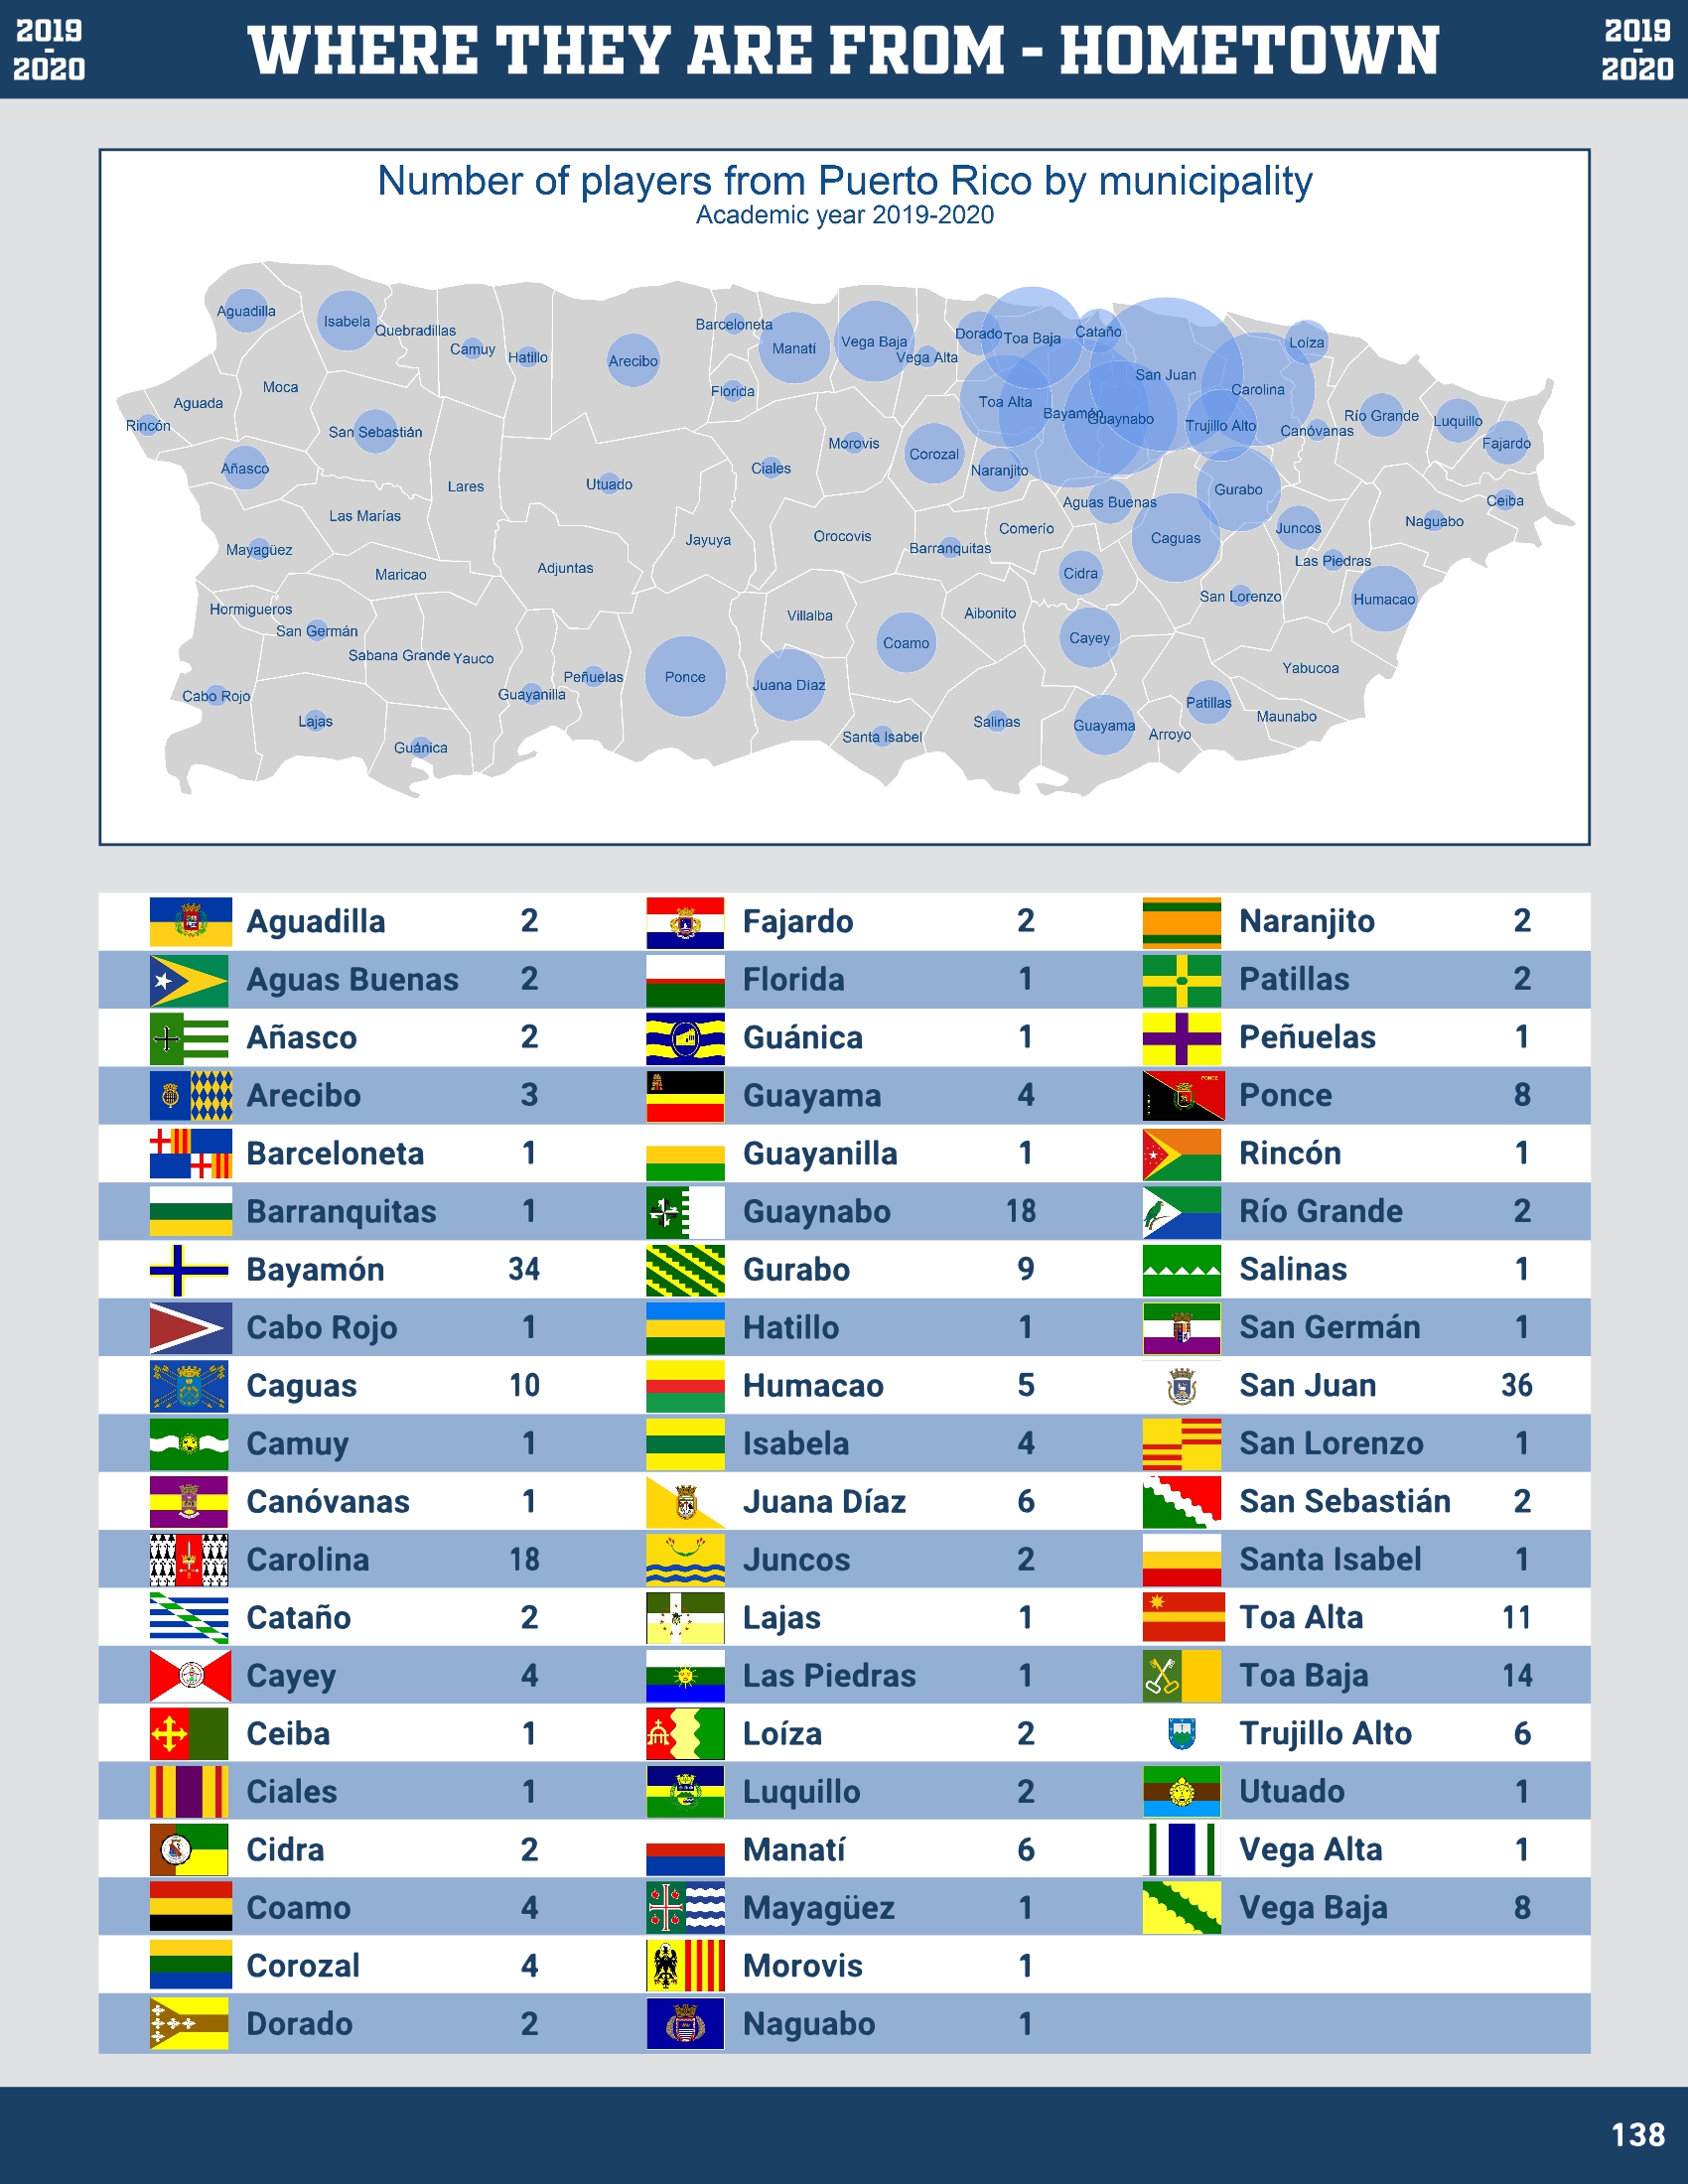 2019
-
2020
WHERE THEY ARE FROM - HOMETOWN
2019
-
2020
Number of players from Puerto Rico by municipality
Academic year 2019-2020
Aguadilla
Isabela
Quebradillas
Camuy
Hatillo
Arecibo
Barceloneta
Manatí
Vega Baja
Vega Alta
Dorado
Toa Baja
Cataño
Loíza
San Juan
Carolina
Moca
Aguada
Rincón
Florida
Toa Alta
Bayamón
Guaynabo
Trujillo Alto
Canóvanas
Río Grande
Luquillo
Fajardo
San Sebastián
Añasco
Morovis
Corozal
Ciales
Naranjito
Lares
Utuado
Gurabo
Aguas Buenas
Ceiba
Las Marías
Naguabo
Juncos
Mayagüez
Jayuya
Orocovis
Comerío
Barranquitas
Caguas
Las Piedras
Maricao
Adjuntas
Cidra
San Lorenzo
Humacao
Hormigueros
San Germán
Villalba
Aibonito
Coamo
Cayey
Sabana Grande
Yauco
Yabucoa
Peñuelas
Ponce
Juana Díaz
Cabo Rojo
Guayanilla
Patillas
Lajas
Salinas
Guayama
Maunabo
Santa Isabel
Arroyo
Guánica
Aguadilla 2 Fajardo 2 Naranjito 2
Aguas Buenas 2 Florida 1 Patillas 2
Añasco 2 Guánica 1 Peñuelas 1
PONCE
Arecibo 3 Guayama 4 Ponce 8
Barceloneta 1 Guayanilla 1 Rincón 1
Barranquitas 1 Guaynabo 18 Río Grande 2
Bayamón 34 Gurabo 9 Salinas 1
Cabo Rojo 1 Hatillo 1 San Germán 1
Caguas 10 Humacao 5 San Juan 36
Camuy 1 Isabela 4 San Lorenzo 1
Canóvanas 1 Juana Díaz 6 San Sebastián 2
Carolina 18 Juncos 2 Santa Isabel 1
Cataño 2 Lajas 1 Toa Alta 11
Cayey 4 Las Piedras 1 Toa Baja 14
Ceiba 1 Loíza 2 Trujillo Alto 6
Ciales 1 Luquillo 2 Utuado 1
Cidra 2 Manatí 6 Vega Alta 1
Coamo 4 Mayagüez 1 Vega Baja 8
Corozal 4 Morovis 1
Dorado 2 Naguabo 1
138